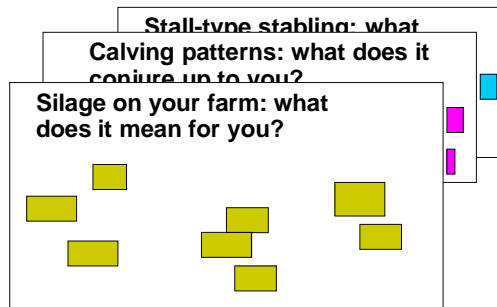 Stall-type stabling: what
Calving patterns: what does it
conjure up to you?
Silage on your farm: what
does it mean for you?